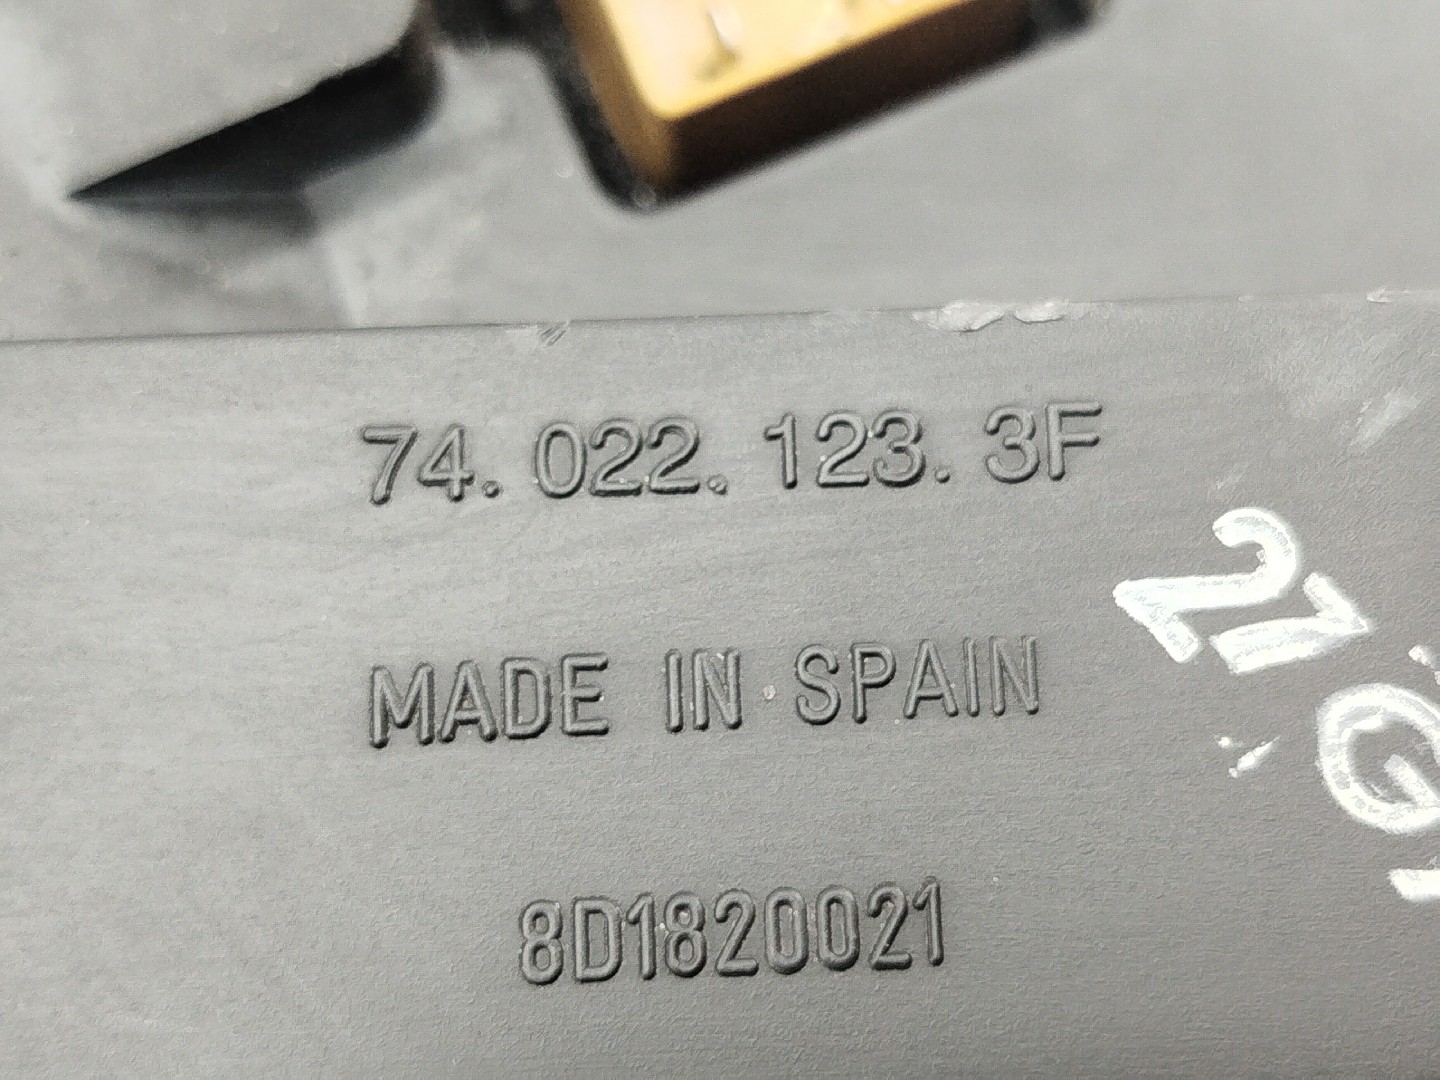 74. 022. 123. 3F
MADE IN SPAIN
8D1820021